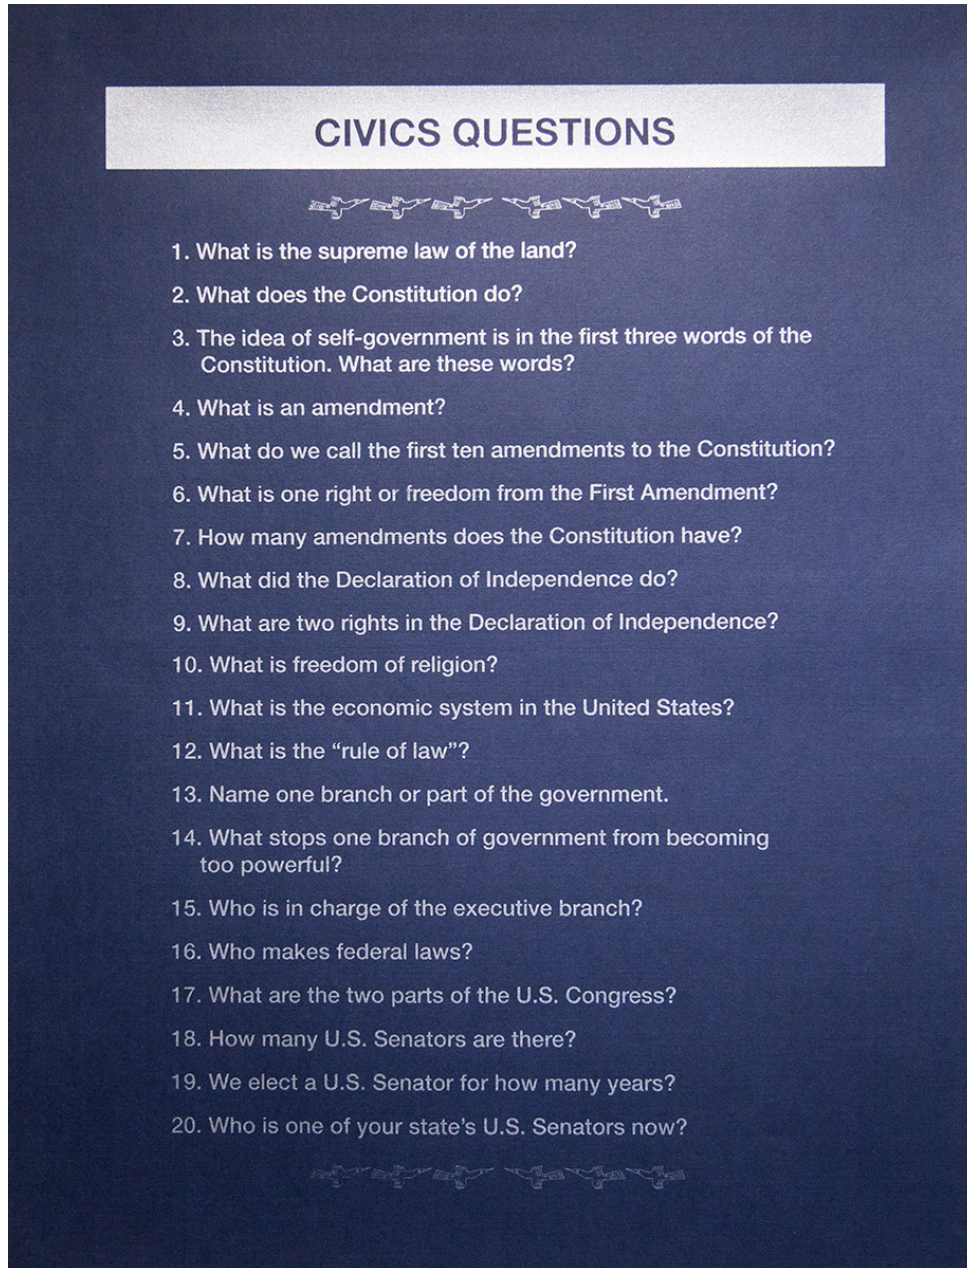 CIVICS QUESTIONS
1. What is the supreme law of the land?
2. What does the Constitution do?
3. The idea of self-government is in the first three words of the
Constitution. What are these words?
4. What is an amendment?
5. What do we call the first ten amendments to the Constitution?
6. What is one right or freedom from the First Amendment?
7. How many amendments does the Constitution have?
8. What did the Declaration of Independence do?
9. What are two rights in the Declaration of Independence?
10. What is freedom of religion?
11. What is the economic system in the United States?
12. What is the “rule of law”?
13. Name one branch or part of the government.
14. What stops one branch of government from becoming
too powerful?
15. Who is in charge of the executive branch?
16. Who makes federal laws?
17. What are the two parts of the U.S. Congress?
18. How many U.S. Senators are there?
19. We elect a U.S. Senator for how many years?
20. Who is one of your state’s U.S. Senators now?